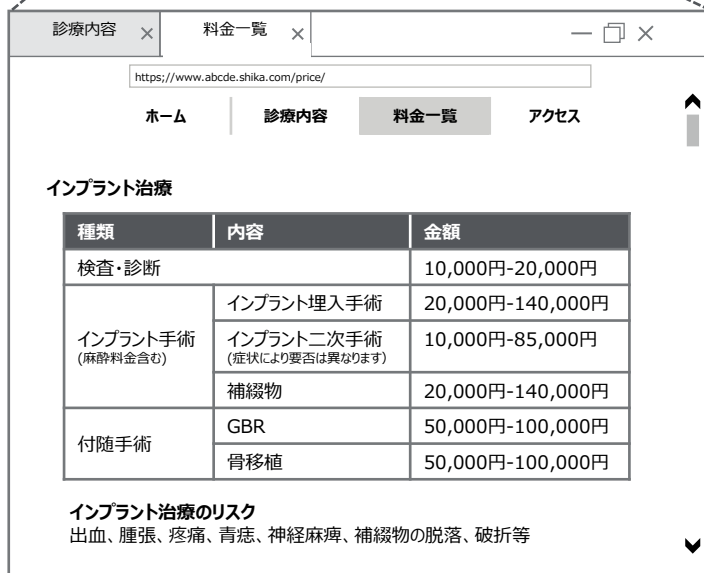 診療内容 ×
料金一覧 ×
https;//www.abcde.shika.com/price/
ホーム 診療内容 料金一覧 アクセス
インプラント治療
種類 内容 金額
検査・診断 10,000円-20,000円
インプラント手術
(麻酔料金含む)
インプラント埋入手術 20,000円-140,000円
インプラント二次手術 10,000円-85,000円
(症状により要否は異なります)
補綴物 20,000円-140,000円
付随手術
GBR 50,000円-100,000円
骨移植 50,000円-100,000円
インプラント治療のリスク
出血、腫張、疼痛、青痣、神経麻痺、補綴物の脱落、破折等